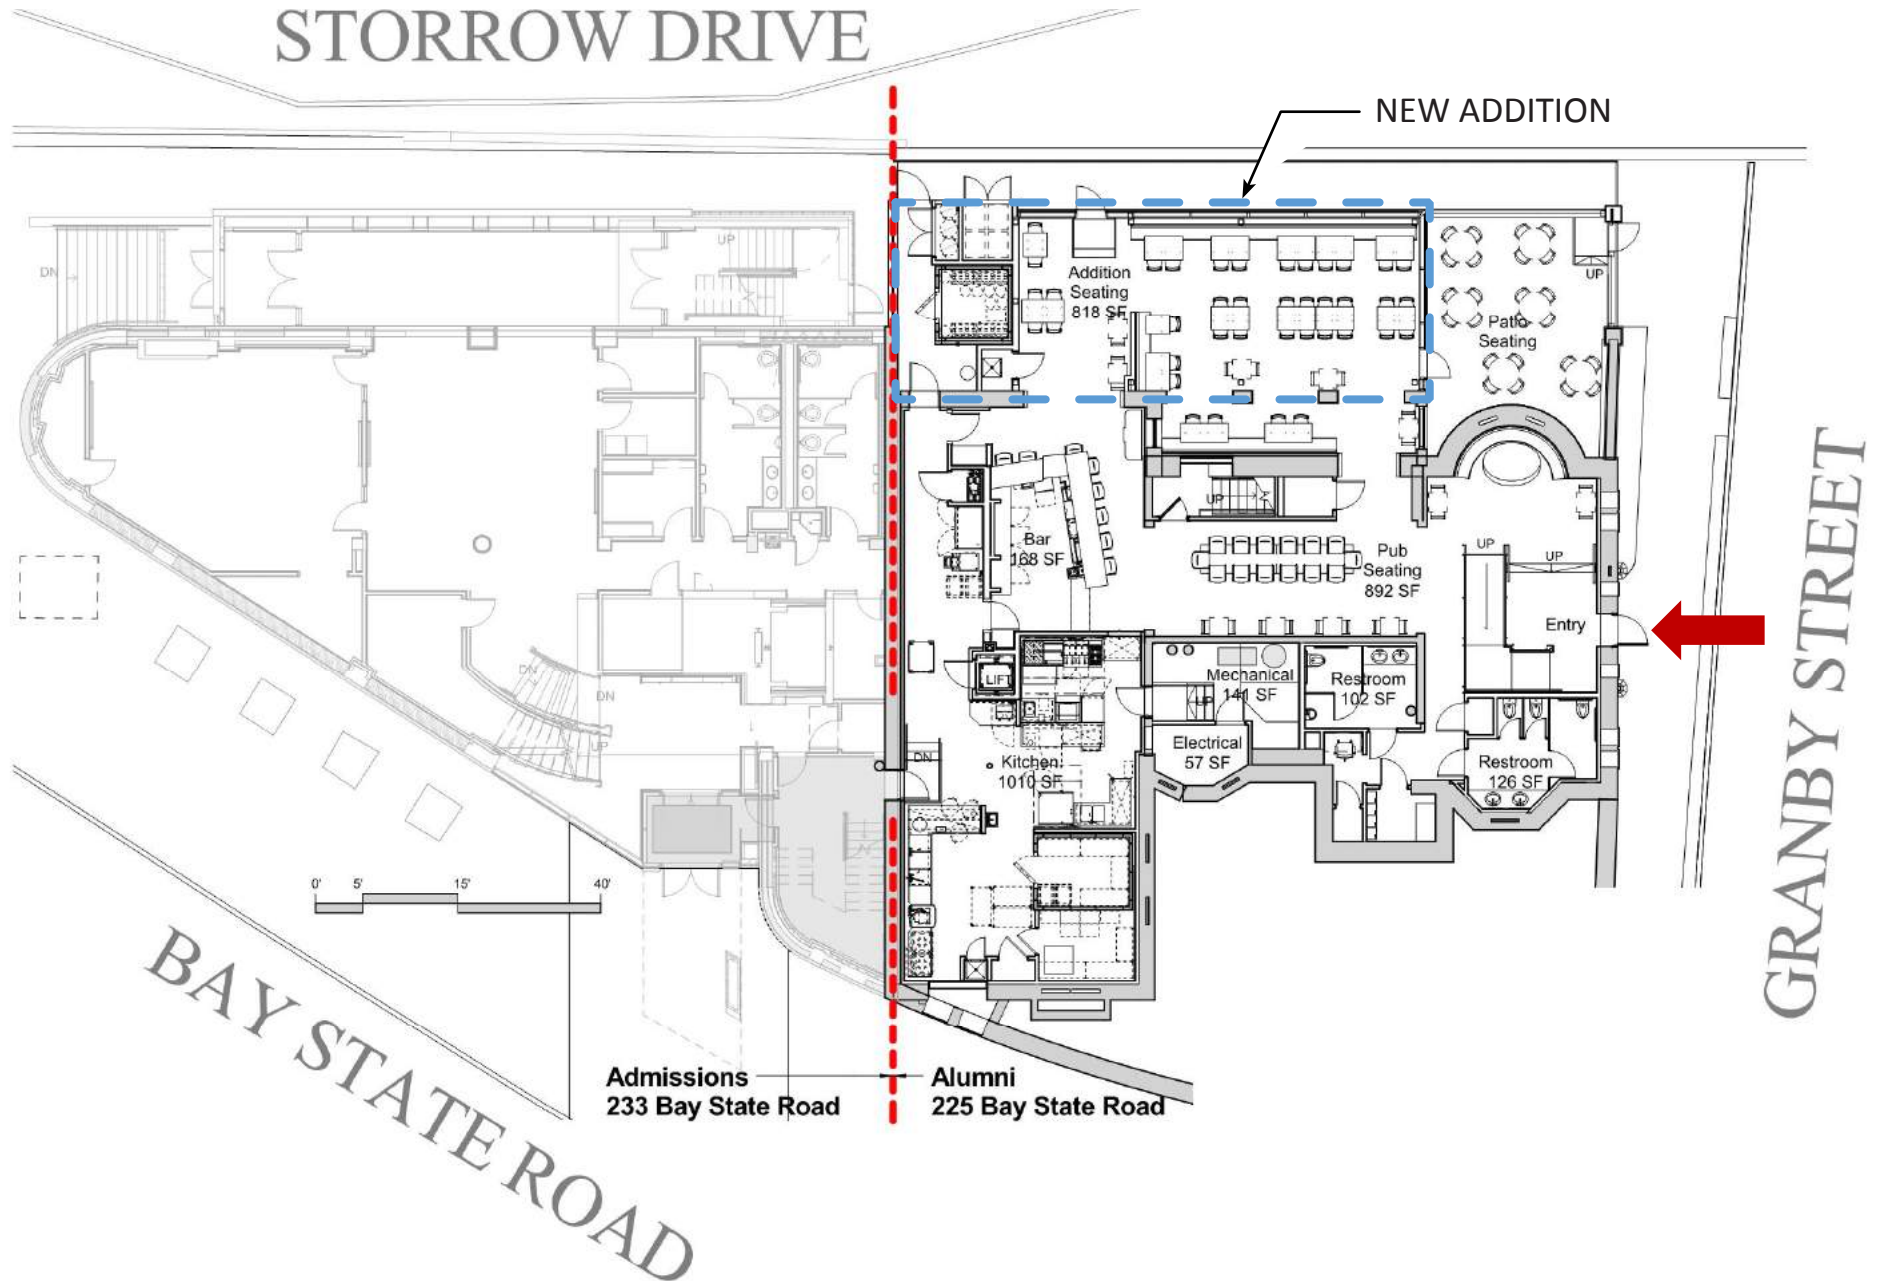 STORROW DRIVE
NEW ADDITION
UP
DN
Addition
Seating
818 SF
UP
Patio
Seating
UP
Bar
168 SF
Pub
Seating
892 SF
UP
UP
Entry
GRANBY STREET
LIFT
Mechanical
141 SF
UP
Restroom
102 SF
DN
DN
UP
Electrical
57 SF
DN
Kitchen
1010 SF
Restroom
126 SF
0'
5'
15'
40'
BAY STATE ROAD
Admissions
233 Bay State Road
Alumni
225 Bay State Road